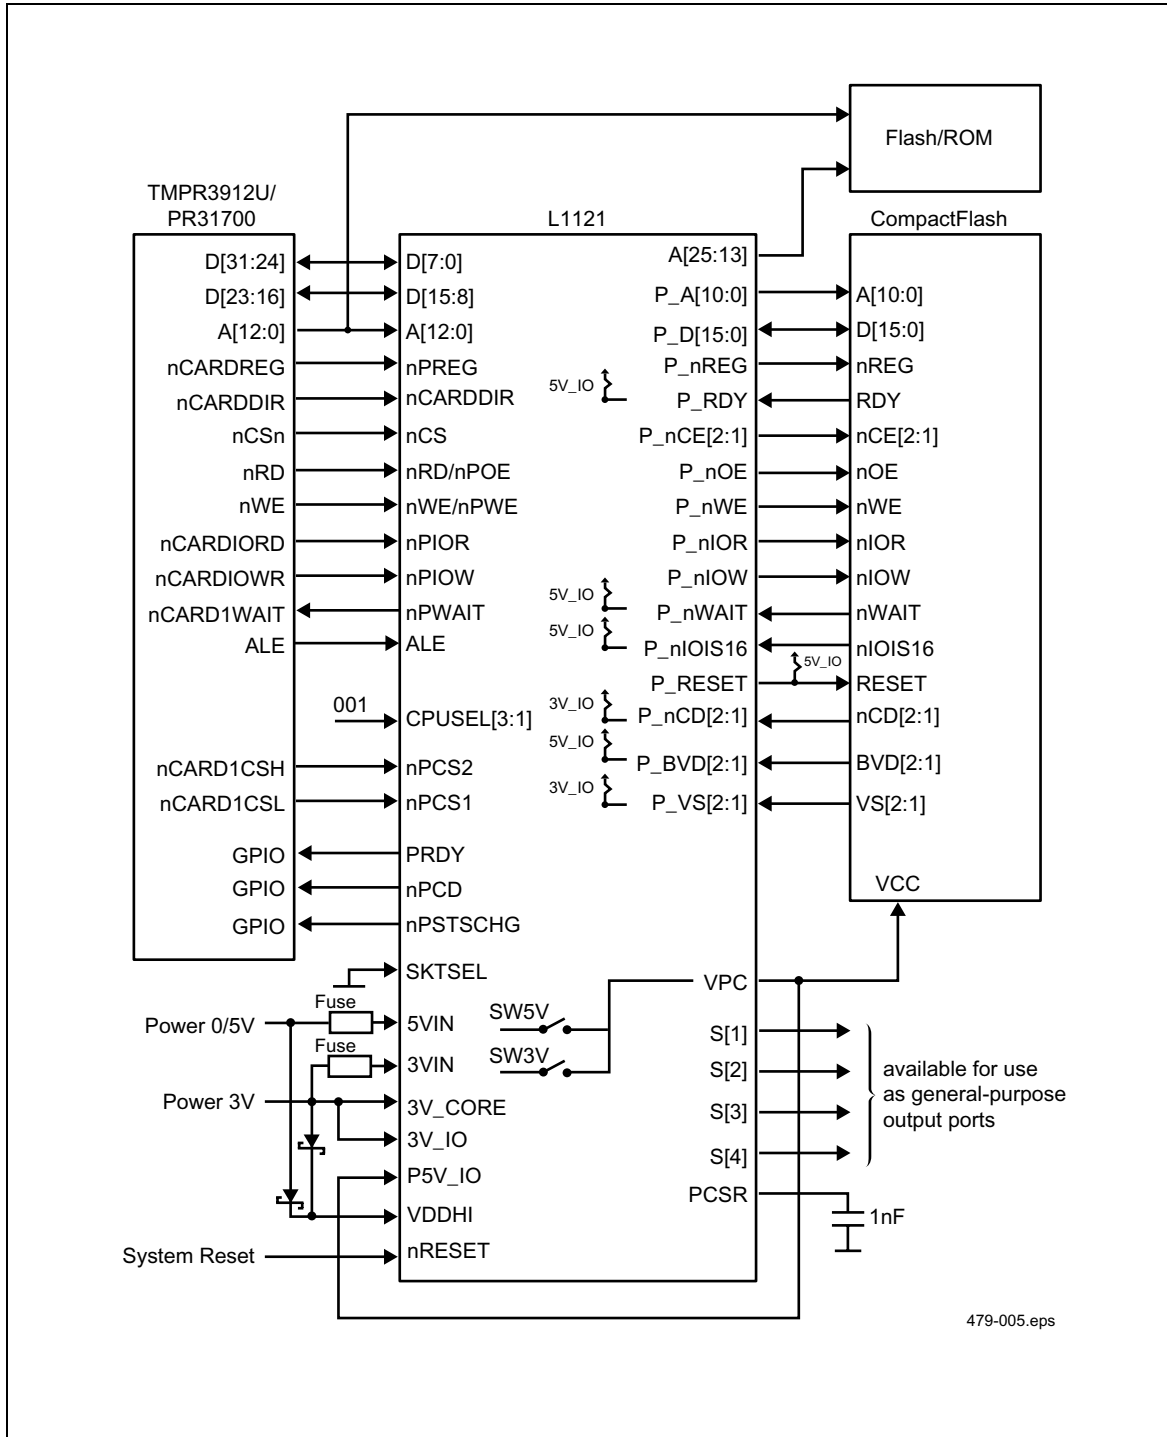 Flash/ROM
TMPR3912U/
PR31700
L1121
CompactFlash
D[31:24]
D[23:16]
A[12:0]
nCARDREG
nCARDDIR
nCSn
nRD
nWE
nCARDIORD
nCARDIOWR
nCARD1WAIT
ALE
nCARD1CSH
nCARD1CSL
GPIO
GPIO
GPIO
001
D[7:0]
D[15:8]
A[12:0]
nPREG
nCARDDIR
nCS
nRD/nPOE
nWE/nPWE
nPIOR
nPIOW
nPWAIT
ALE
CPUSEL[3:1]
nPCS2
nPCS1
PRDY
nPCD
nPSTSCHG
SKTSEL
5VIN
3VIN
3V_CORE
3V_IO
P5V_IO
VDDHI
nRESET
Fuse
Fuse
Power 0/5V
Power 3V
System Reset
5V_IO
5V_IO
5V_IO
3V_IO
5V_IO
3V_IO
SW5V
SW3V
A[25:13]
P_A[10:0]
P_D[15:0]
P_nREG
P_RDY
P_nCE[2:1]
P_nOE
P_nWE
P_nIOR
P_nIOW
P_nWAIT
P_nIOIS16
P_RESET
P_nCD[2:1]
P_BVD[2:1]
P_VS[2:1]
VPC
S[1]
S[2]
S[3]
S[4]
PCSR
5V_IO
A[10:0]
D[15:0]
nREG
RDY
nCE[2:1]
nOE
nWE
nIOR
nIOW
nWAIT
nIOIS16
RESET
nCD[2:1]
BVD[2:1]
VS[2:1]
VCC
available for use
as general-purpose
output ports
1nF
479-005.eps